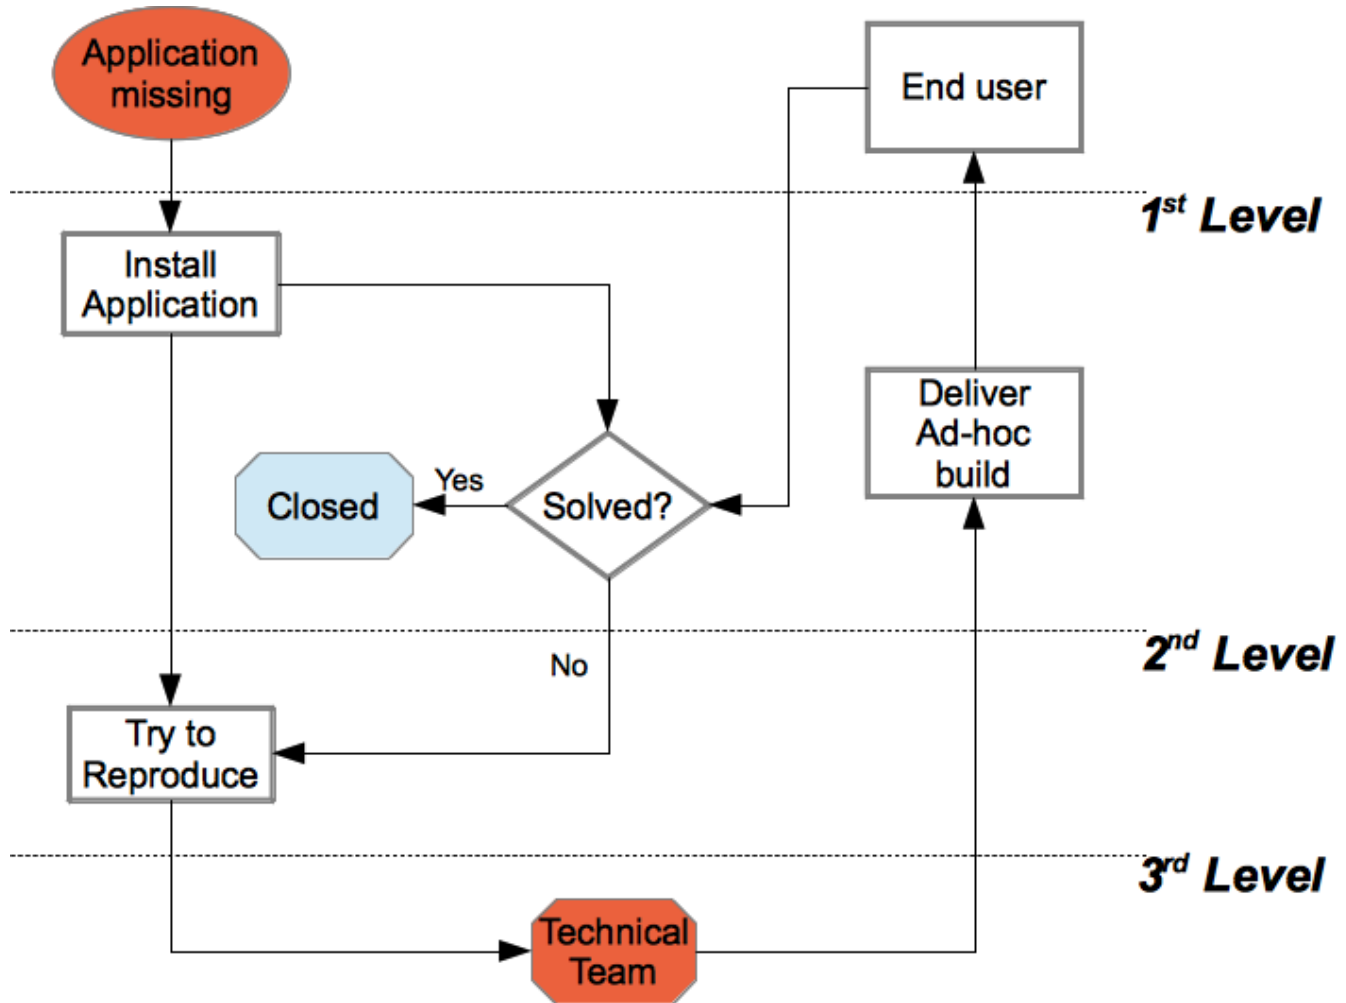 Application
missing
End user
1st Level
Install
Application
Deliver
Ad-hoc
build
Yes
Closed
Solved?
2nd Level
No
Try to
Reproduce
3rd Level
Technical
Team